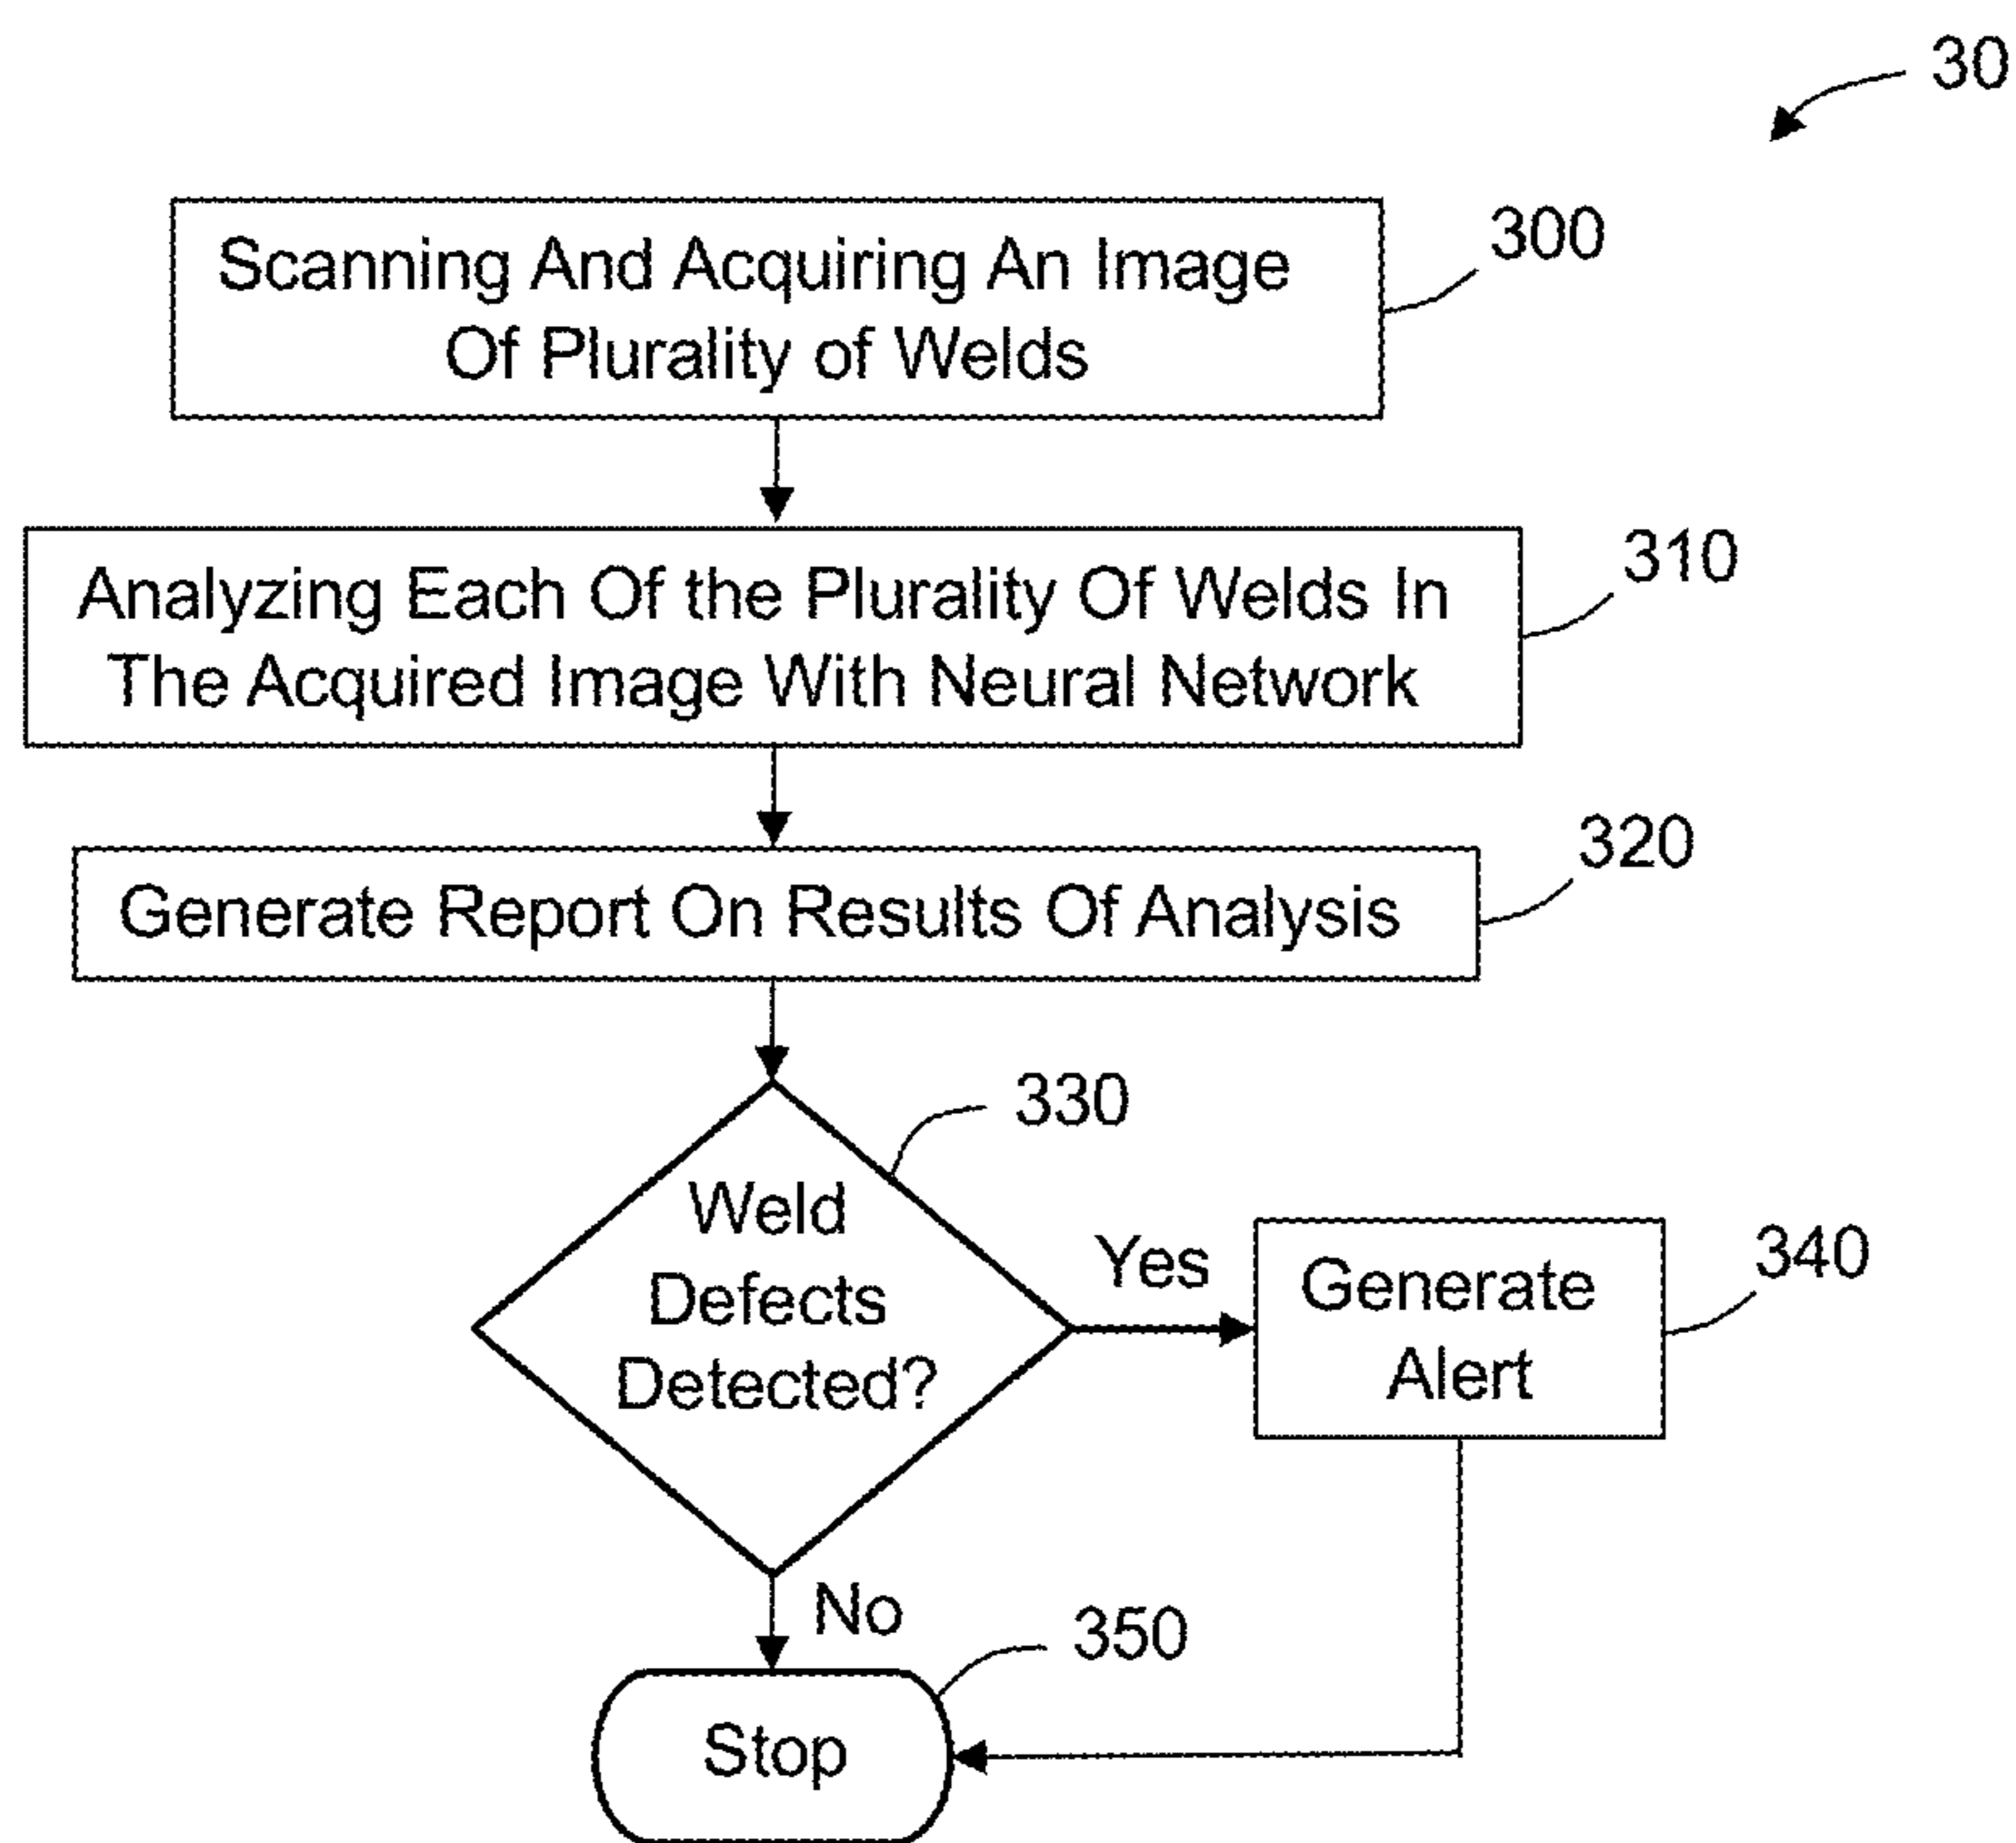 30
Scanning And Acquiring An Image
Of Plurality of Welds
300
Analyzing Each Of the Plurality Of Welds In
The Acquired Image With Neural Network
310
Generate Report On Results Of Analysis
320
Weld
Defects
Detected?
330
Yes
Generate
Alert
340
No
Stop
350